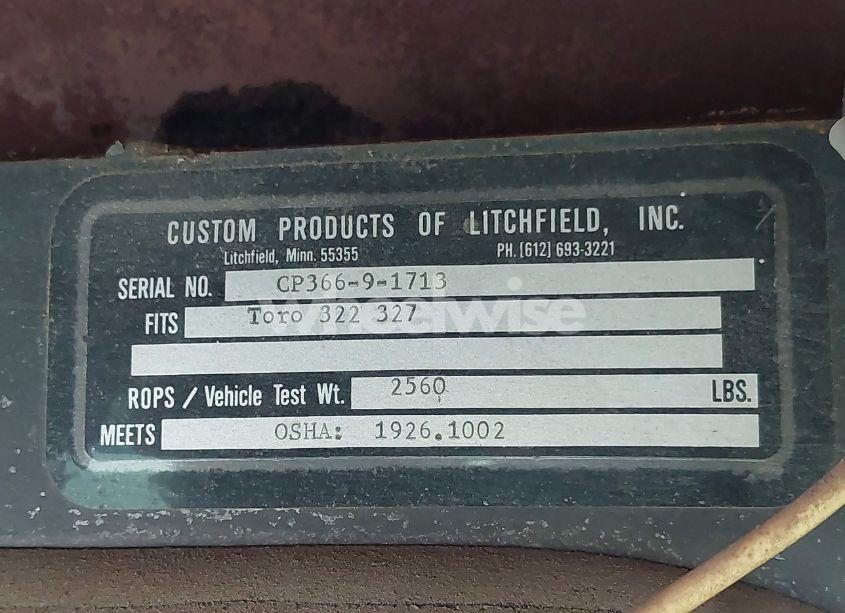 CUSTOM PRODUCTS OF LITCHFIELD, INC.
Litchfield, Minn. 55355 PH. (612) 693-3221
SERIAL NO. CP366-9-1713
FITS Toro 322 327
wheelwise
ROPS / Vehicle Test Wt. 2560 LBS.
MEETS OSHA: 1926.1002